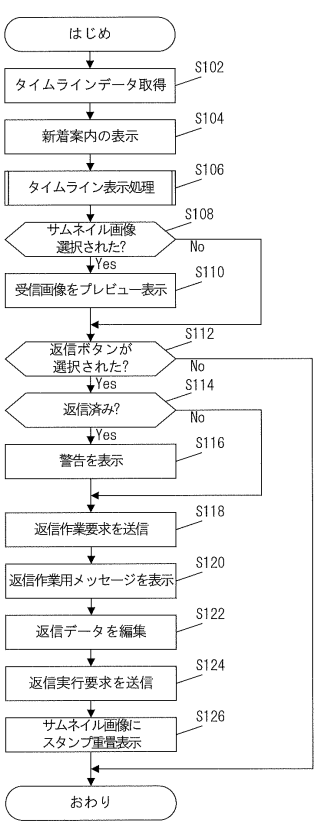 はじめ
S102
タイムラインデータ取得
S104
新着案内の表示
S106
タイムライン表示処理
S108
サムネイル画像
選択された?
No
Yes
S110
受信画像をプレビュー表示
S112
返信ボタンが
選択された?
No
Yes
S114
返信済み?
No
Yes
S116
警告を表示
S118
返信作業要求を送信
S120
返信作業用メッセージを表示
S122
返信データを編集
S124
返信実行要求を送信
S126
サムネイル画像に
スタンプ重畳表示
おわり